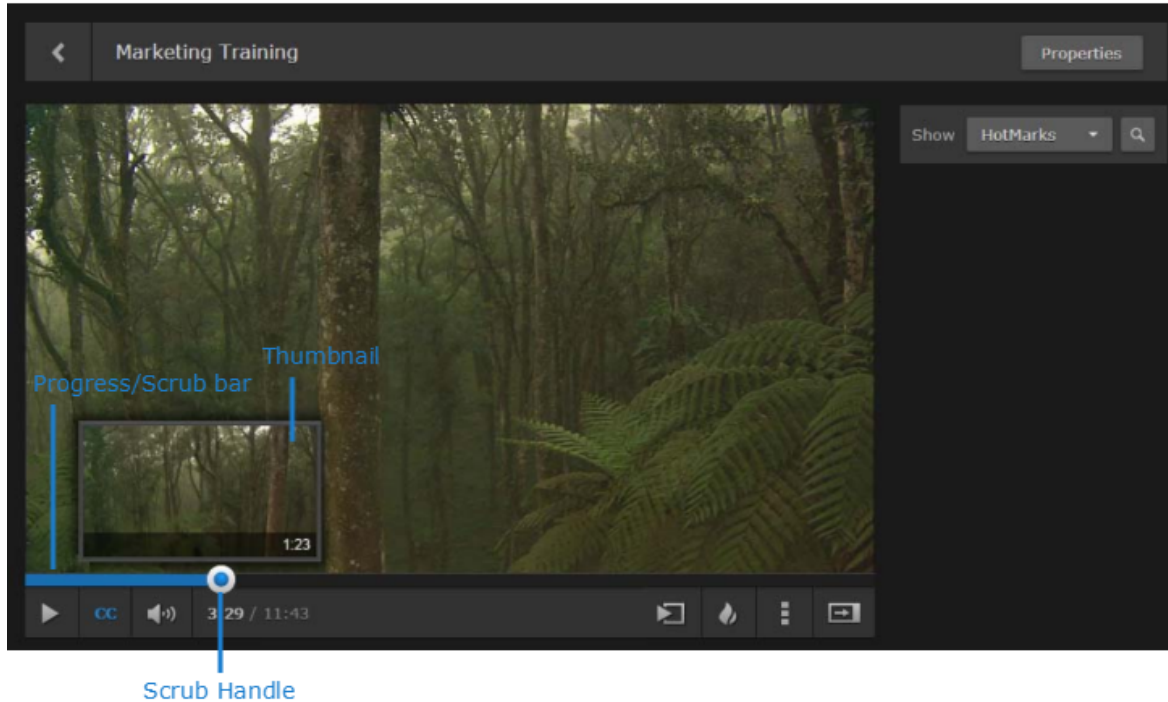 Marketing Training
Properties
Show HotMarks
Thumbnail
Progress/Scrub bar
1:23
CC 3:29 / 11:43
Scrub Handle